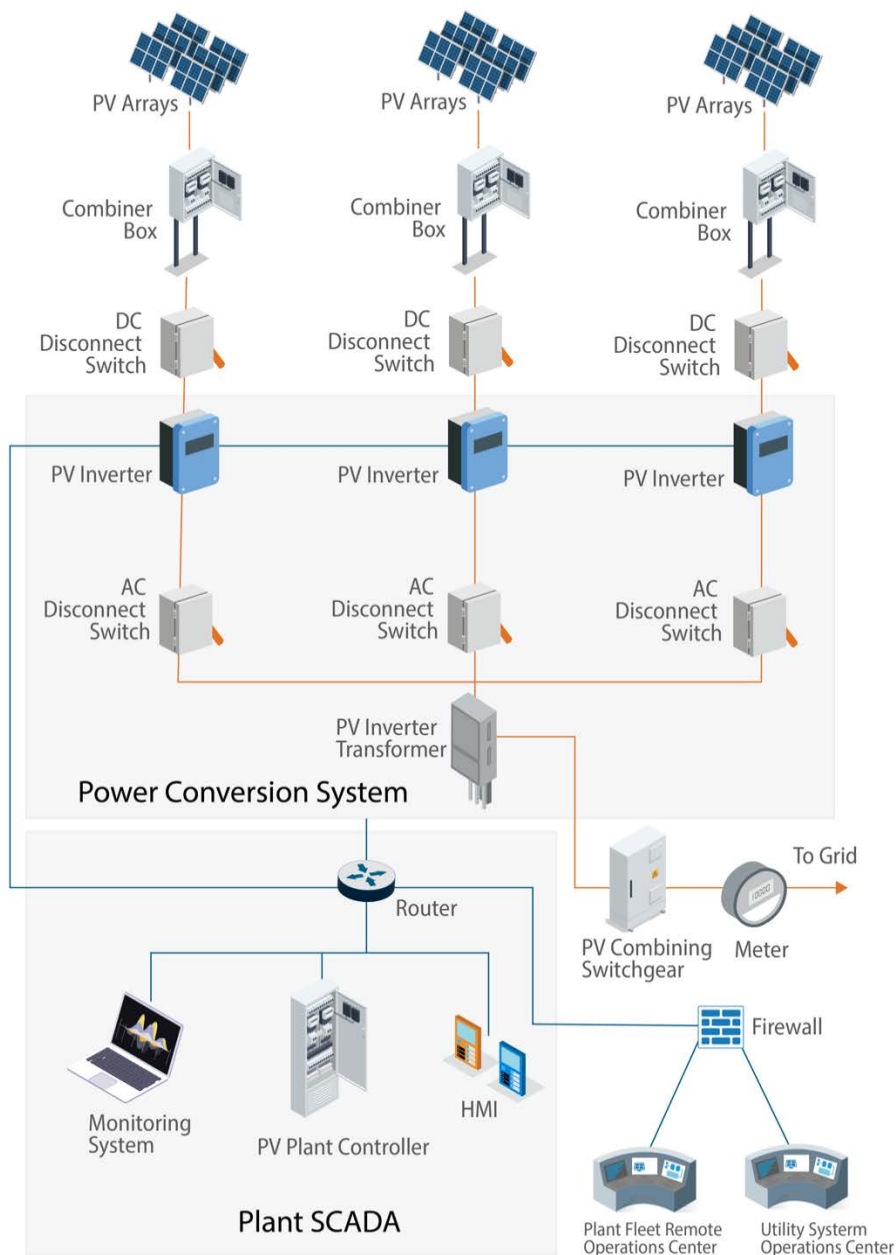 PV Arrays
PV Arrays
PV Arrays
Combiner
Box
Combiner
Box
Combiner
Box
DC
Disconnect
Switch
DC
Disconnect
Switch
DC
Disconnect
Switch
PV Inverter
PV Inverter
PV Inverter
AC
Disconnect
Switch
AC
Disconnect
Switch
AC
Disconnect
Switch
PV Inverter
Transformer
Power Conversion System
To Grid
Router
10000
PV Combining
Switchgear
Meter
Firewall
Monitoring
System
PV Plant Controller
HMI
Plant SCADA
Plant Fleet Remote
Operations Center
Utility Systerm
Operations Center